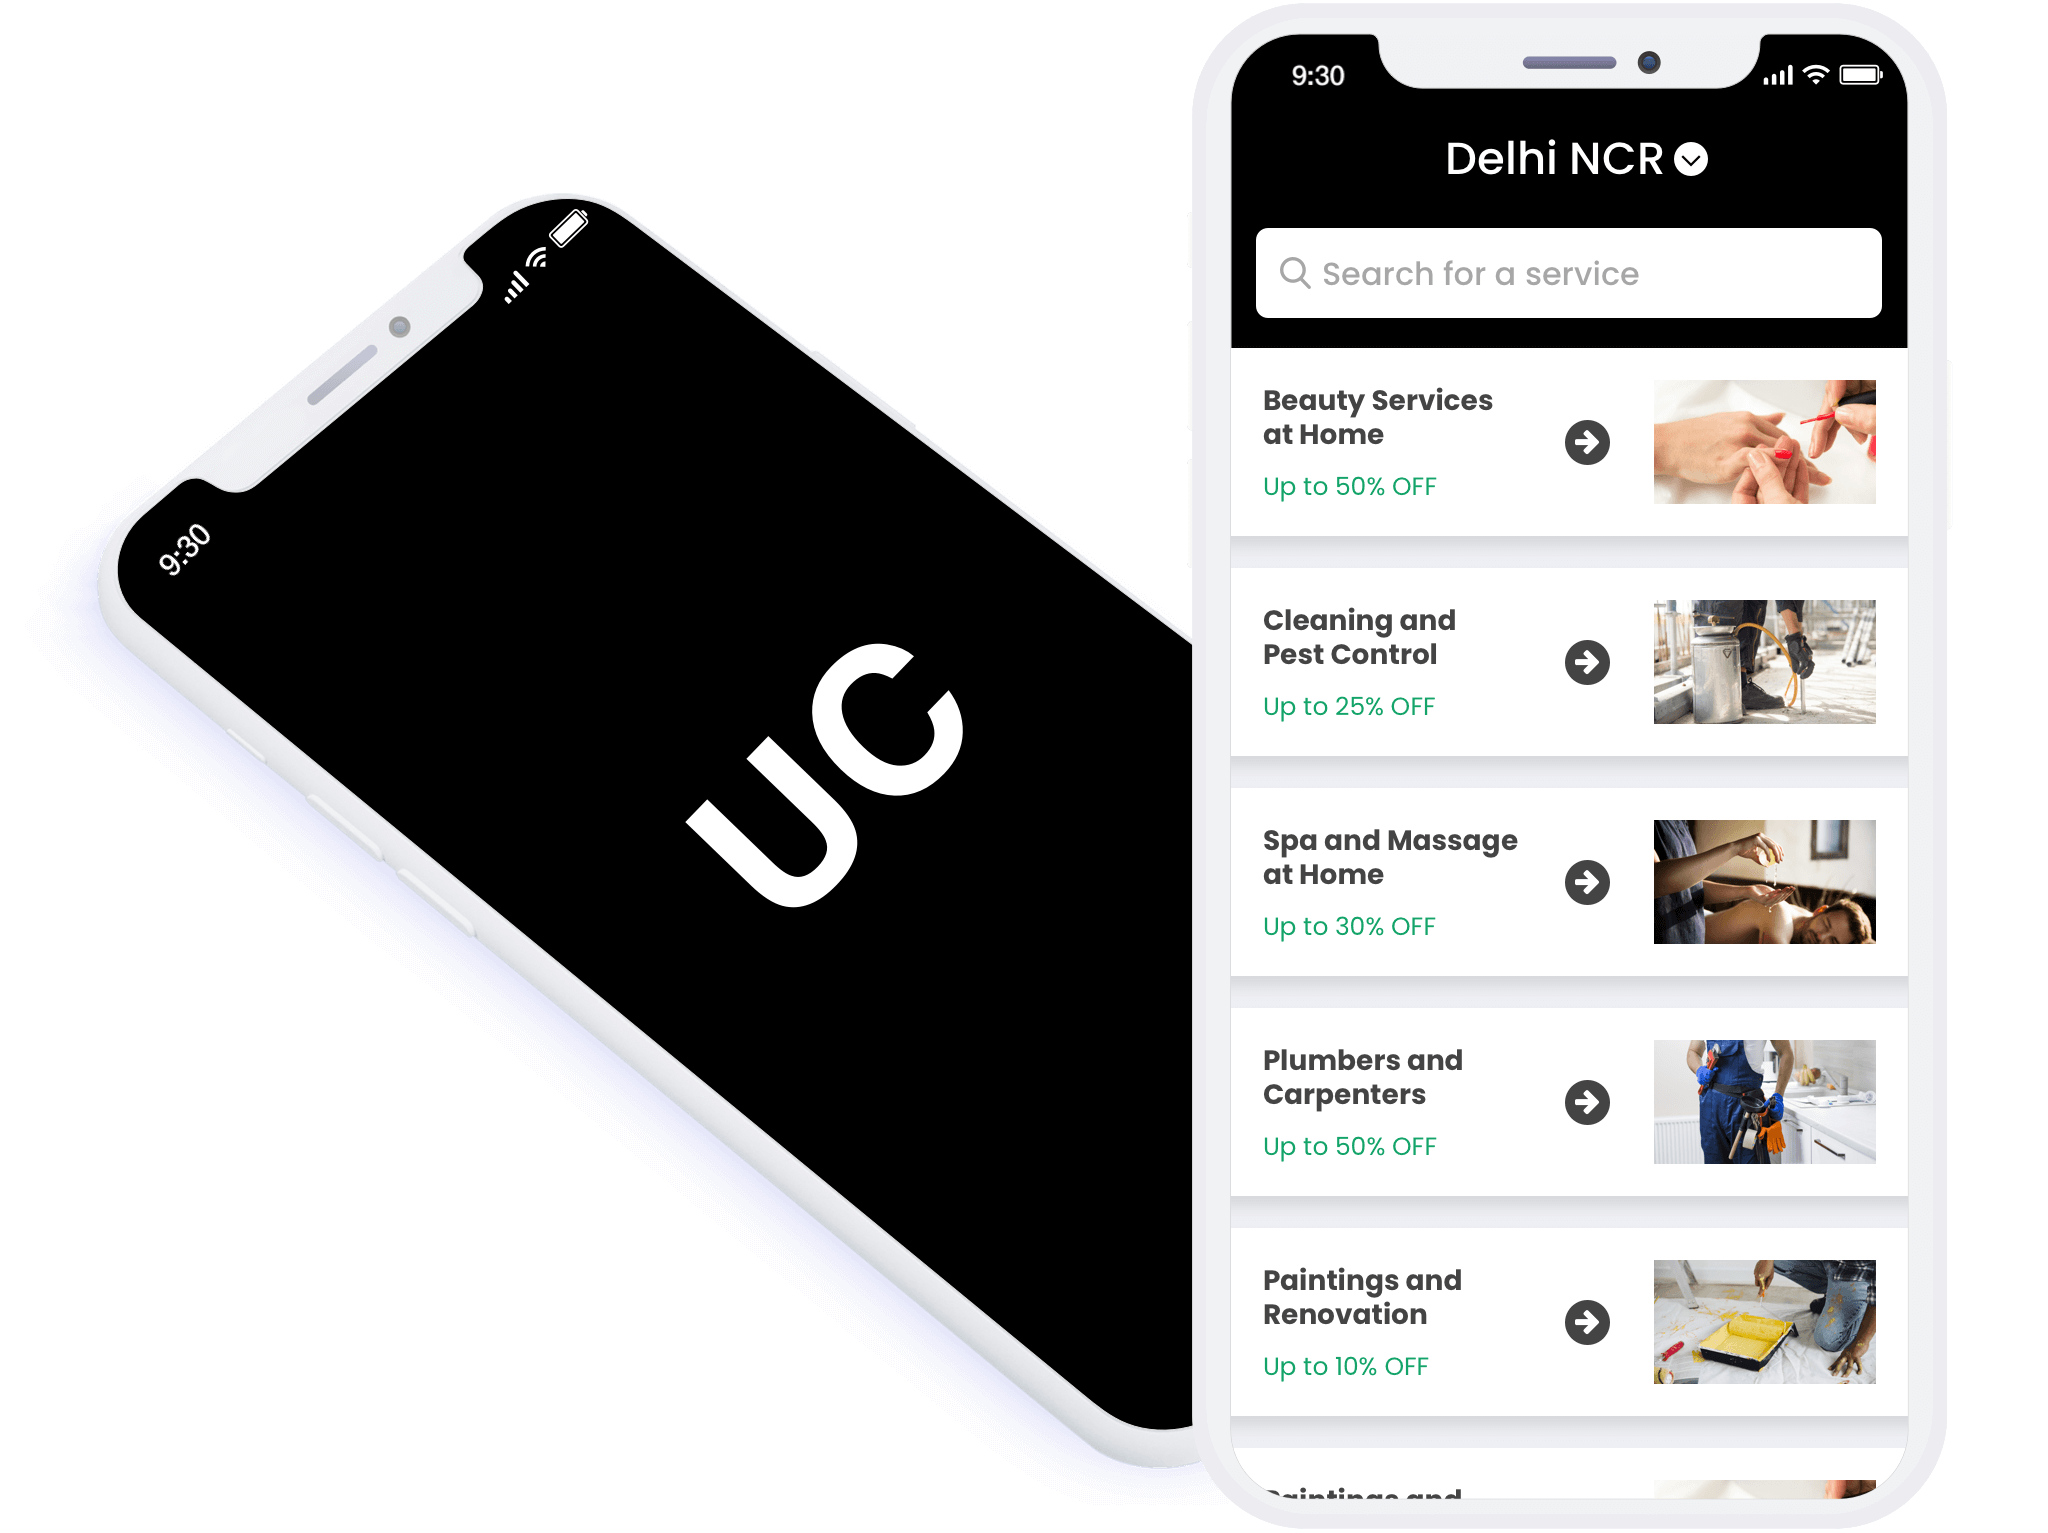 9:30
UC
9:30
Delhi NCR
Search for a service
Beauty Services
at Home
Up to 50% OFF
Cleaning and
Pest Control
Up to 25% OFF
Spa and Massage
at Home
Up to 30% OFF
Plumbers and
Carpenters
Up to 50% OFF
Paintings and
Renovation
Up to 10% OFF
Paintings and